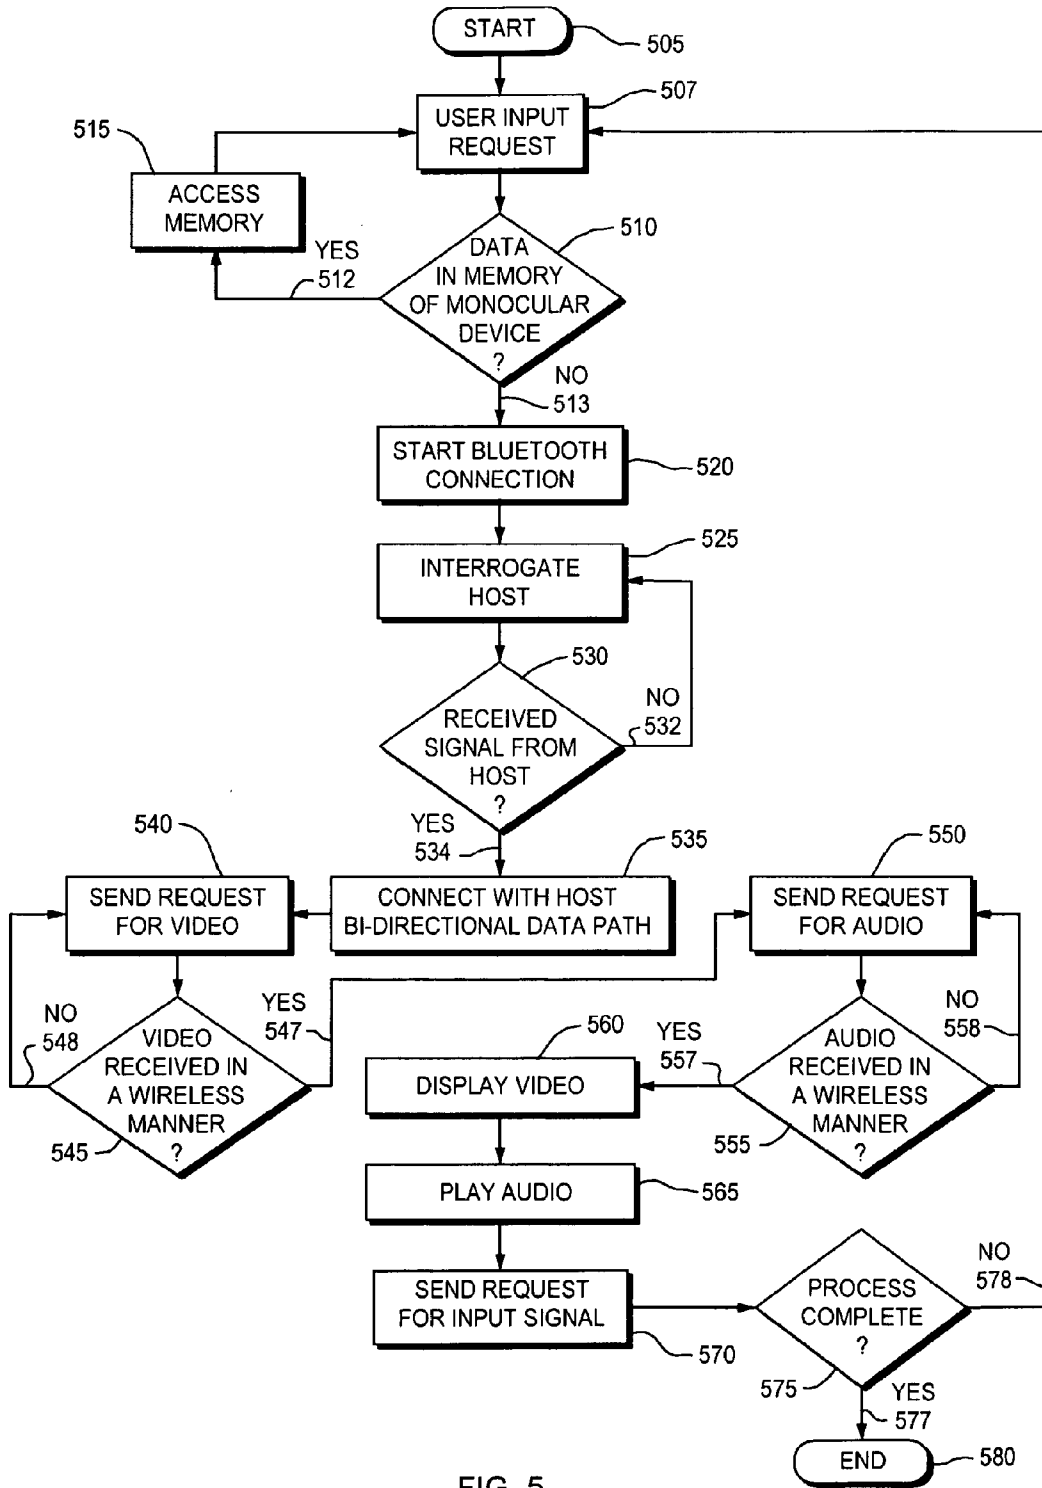 START
505
507
USER INPUT
REQUEST
515
ACCESS
MEMORY
510
DATA
IN MEMORY
OF MONOCULAR
DEVICE
?
YES
512
NO
513
START BLUETOOTH
CONNECTION
520
525
INTERROGATE
HOST
530
RECEIVED
SIGNAL FROM
HOST
?
NO
532
YES
534
535
CONNECT WITH HOST
BI-DIRECTIONAL DATA PATH
540
SEND REQUEST
FOR VIDEO
550
SEND REQUEST
FOR AUDIO
NO
548
VIDEO
RECEIVED IN
A WIRELESS
MANNER
?
545
YES
547
NO
558
AUDIO
RECEIVED IN
A WIRELESS
MANNER
?
555
YES
557
560
DISPLAY VIDEO
PLAY AUDIO
565
SEND REQUEST
FOR INPUT SIGNAL
570
PROCESS
COMPLETE
?
575
NO
578
YES
577
END
580
FIG. 5